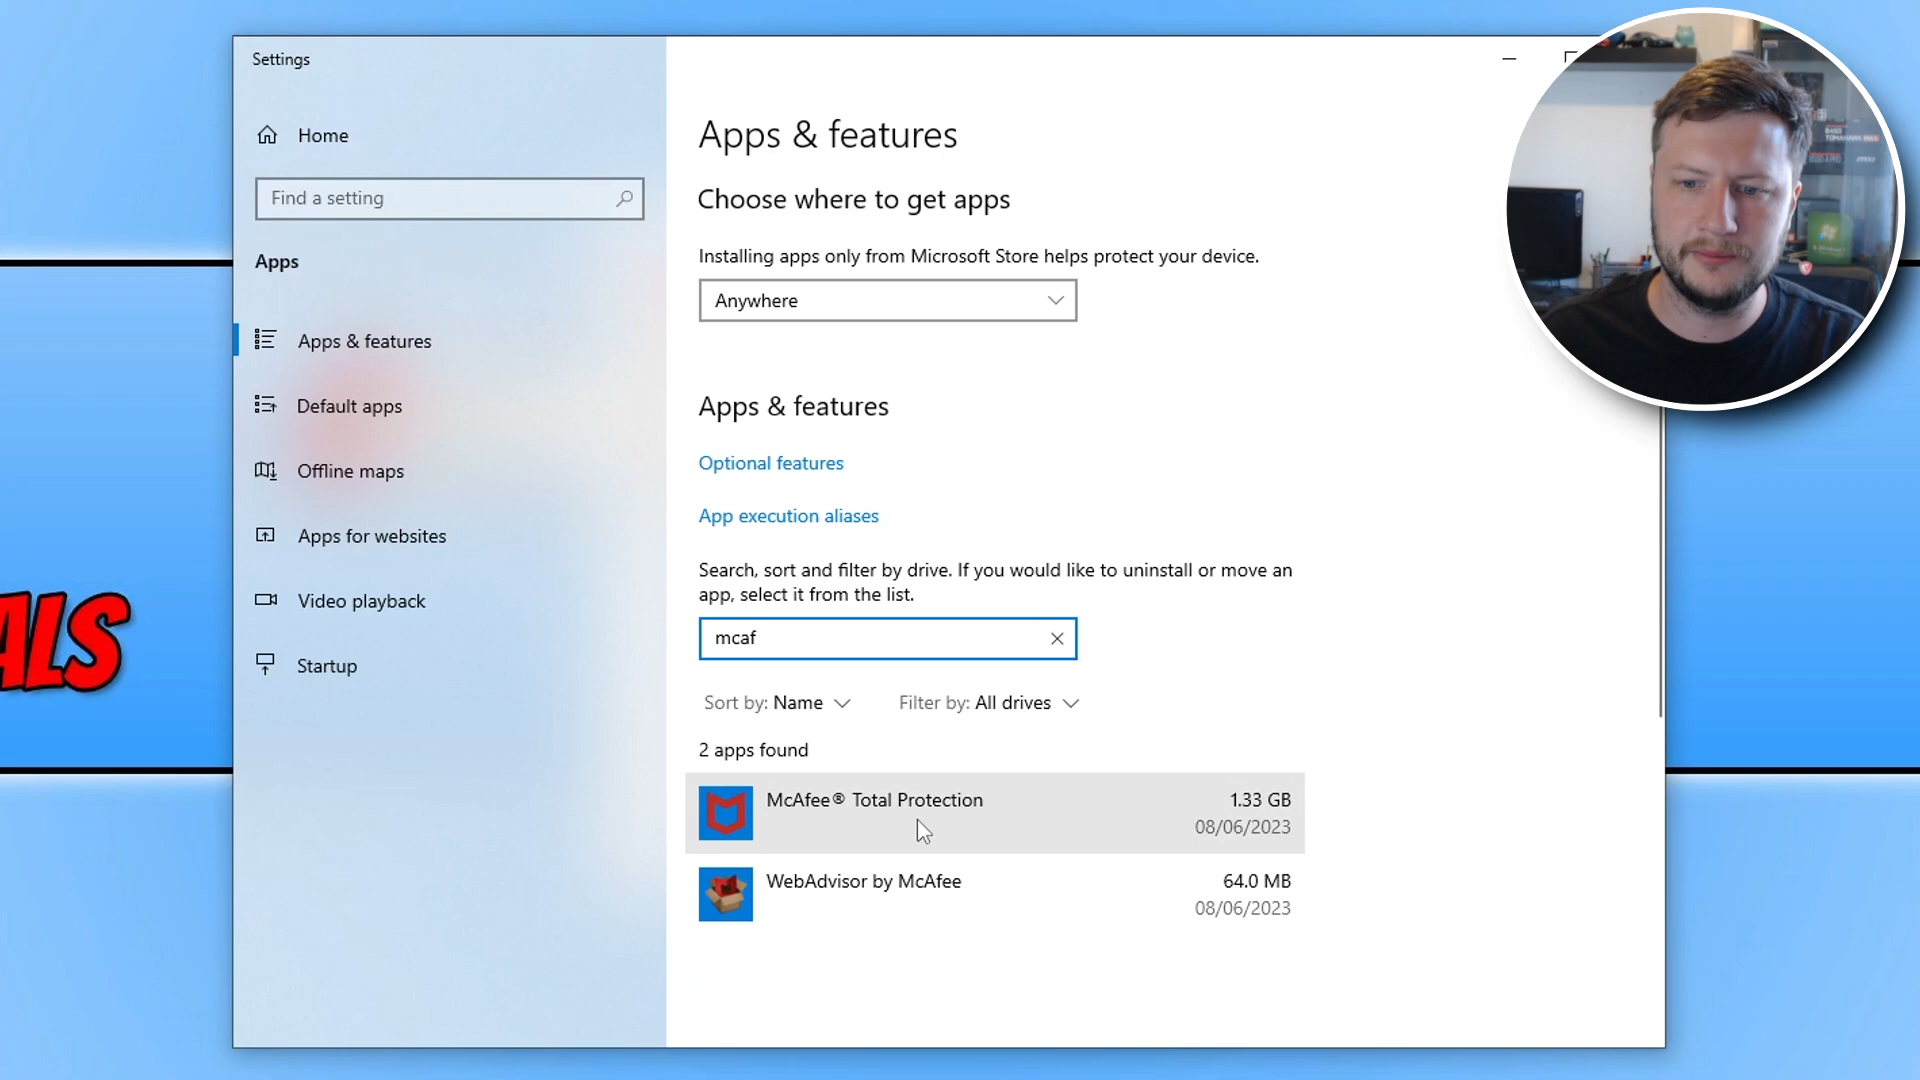 Settings
Home
Find a setting
Apps
Apps & features
Default apps
Offline maps
Apps for websites
Video playback
Startup
Apps & features
Choose where to get apps
Installing apps only from Microsoft Store helps protect your device.
Anywhere
Apps & features
Optional features
App execution aliases
Search, sort and filter by drive. If you would like to uninstall or move an
app, select it from the list.
mcaf
Sort by: Name Filter by: All drives
2 apps found
McAfee® Total Protection 1.33 GB
08/06/2023
WebAdvisor by McAfee 64.0 MB
08/06/2023
ALS
TOMAHAWK
msi